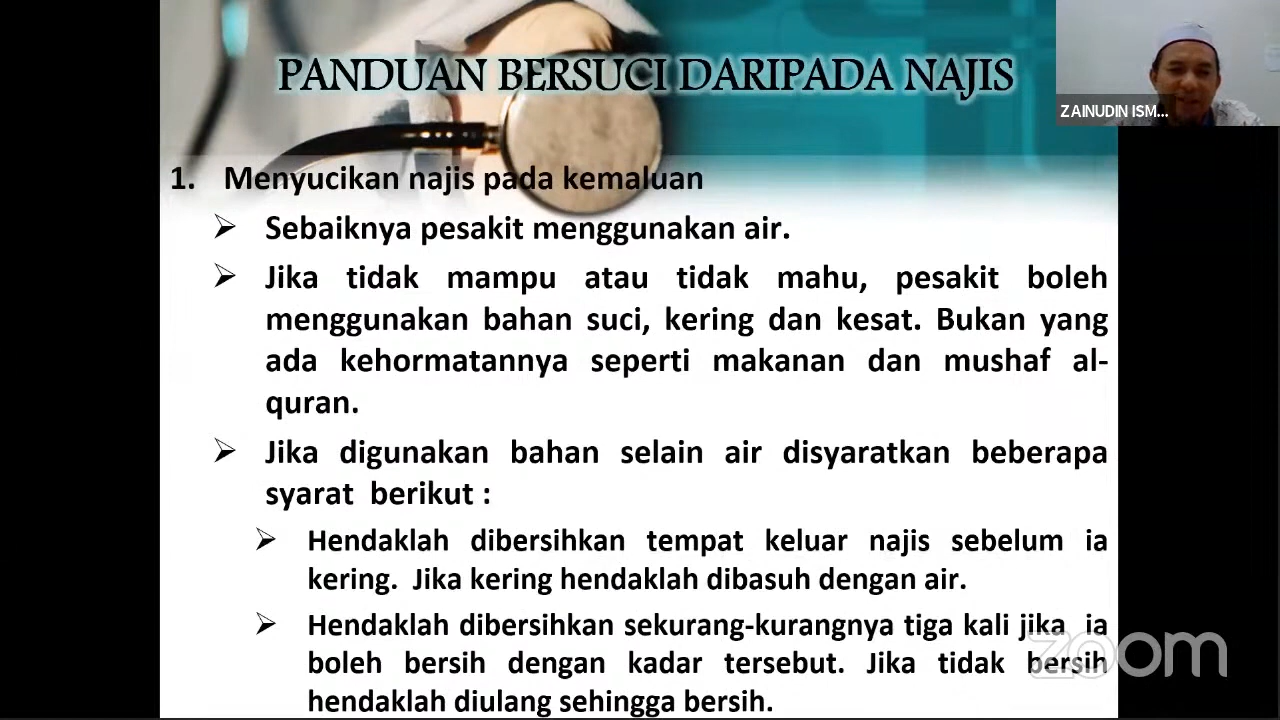 PANDUAN BERSUCI DARIPADA NAJIS
ZAINUDIN ISM...
1. Menyucikan najis pada kemaluan
Sebaiknya pesakit menggunakan air.
Jika tidak mampu atau tidak mahu, pesakit boleh
menggunakan bahan suci, kering dan kesat. Bukan yang
ada kehormatannya seperti makanan dan mushaf al-
quran.
Jika digunakan bahan selain air disyaratkan beberapa
syarat berikut :
Hendaklah dibersihkan tempat keluar najis sebelum ia
kering. Jika kering hendaklah dibasuh dengan air.
Hendaklah dibersihkan sekurang-kurangnya tiga kali jika ia
boleh bersih dengan kadar tersebut. Jika tidak bersih
hendaklah diulang sehingga bersih.
zoom